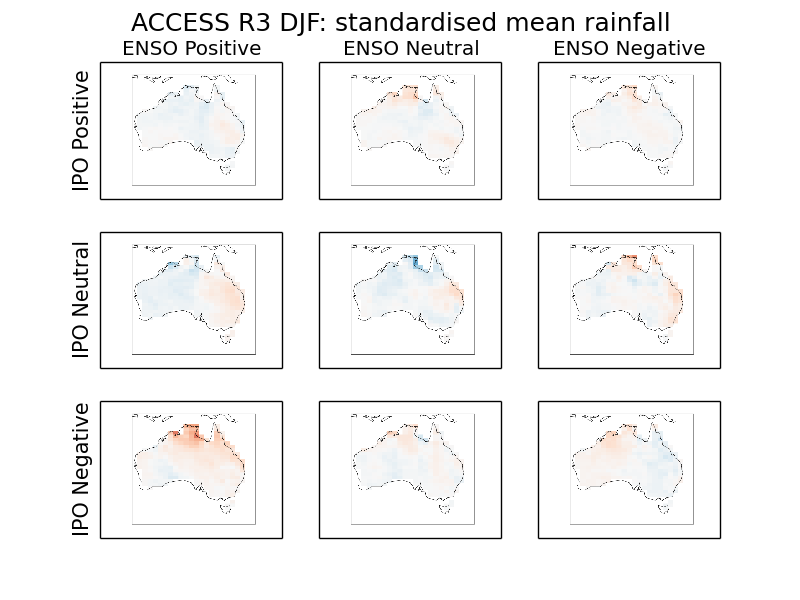 ACCESS R3 DJF: standardised mean rainfall
ENSO Positive
ENSO Neutral
ENSO Negative
IPO Positive
IPO Neutral
IPO Negative